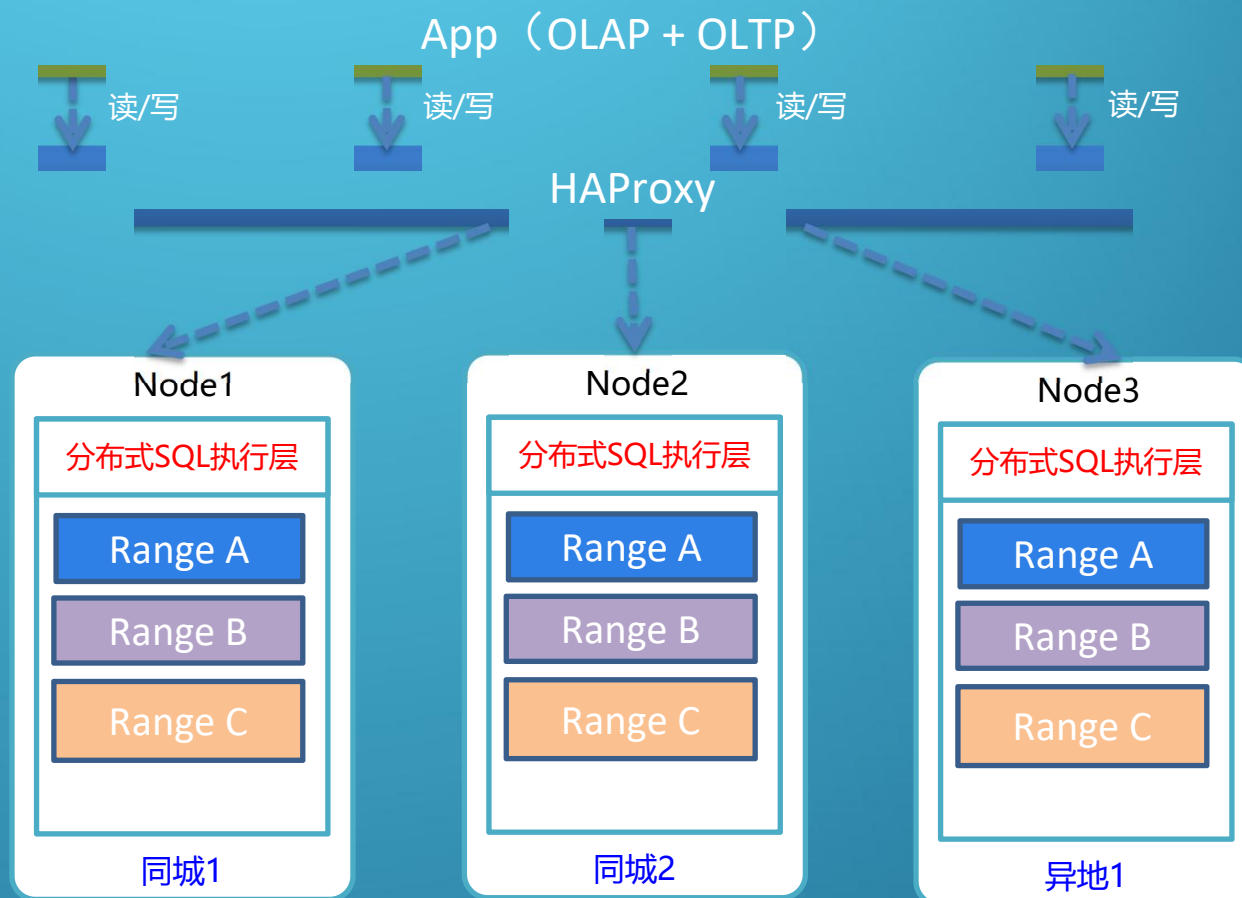 App（OLAP + OLTP）
读/写
读/写
读/写
读/写
HAProxy
Node1
分布式SQL执行层
Range A
Range B
Range C
同城1
Node2
分布式SQL执行层
Range A
Range B
Range C
同城2
Node3
分布式SQL执行层
Range A
Range B
Range C
异地1